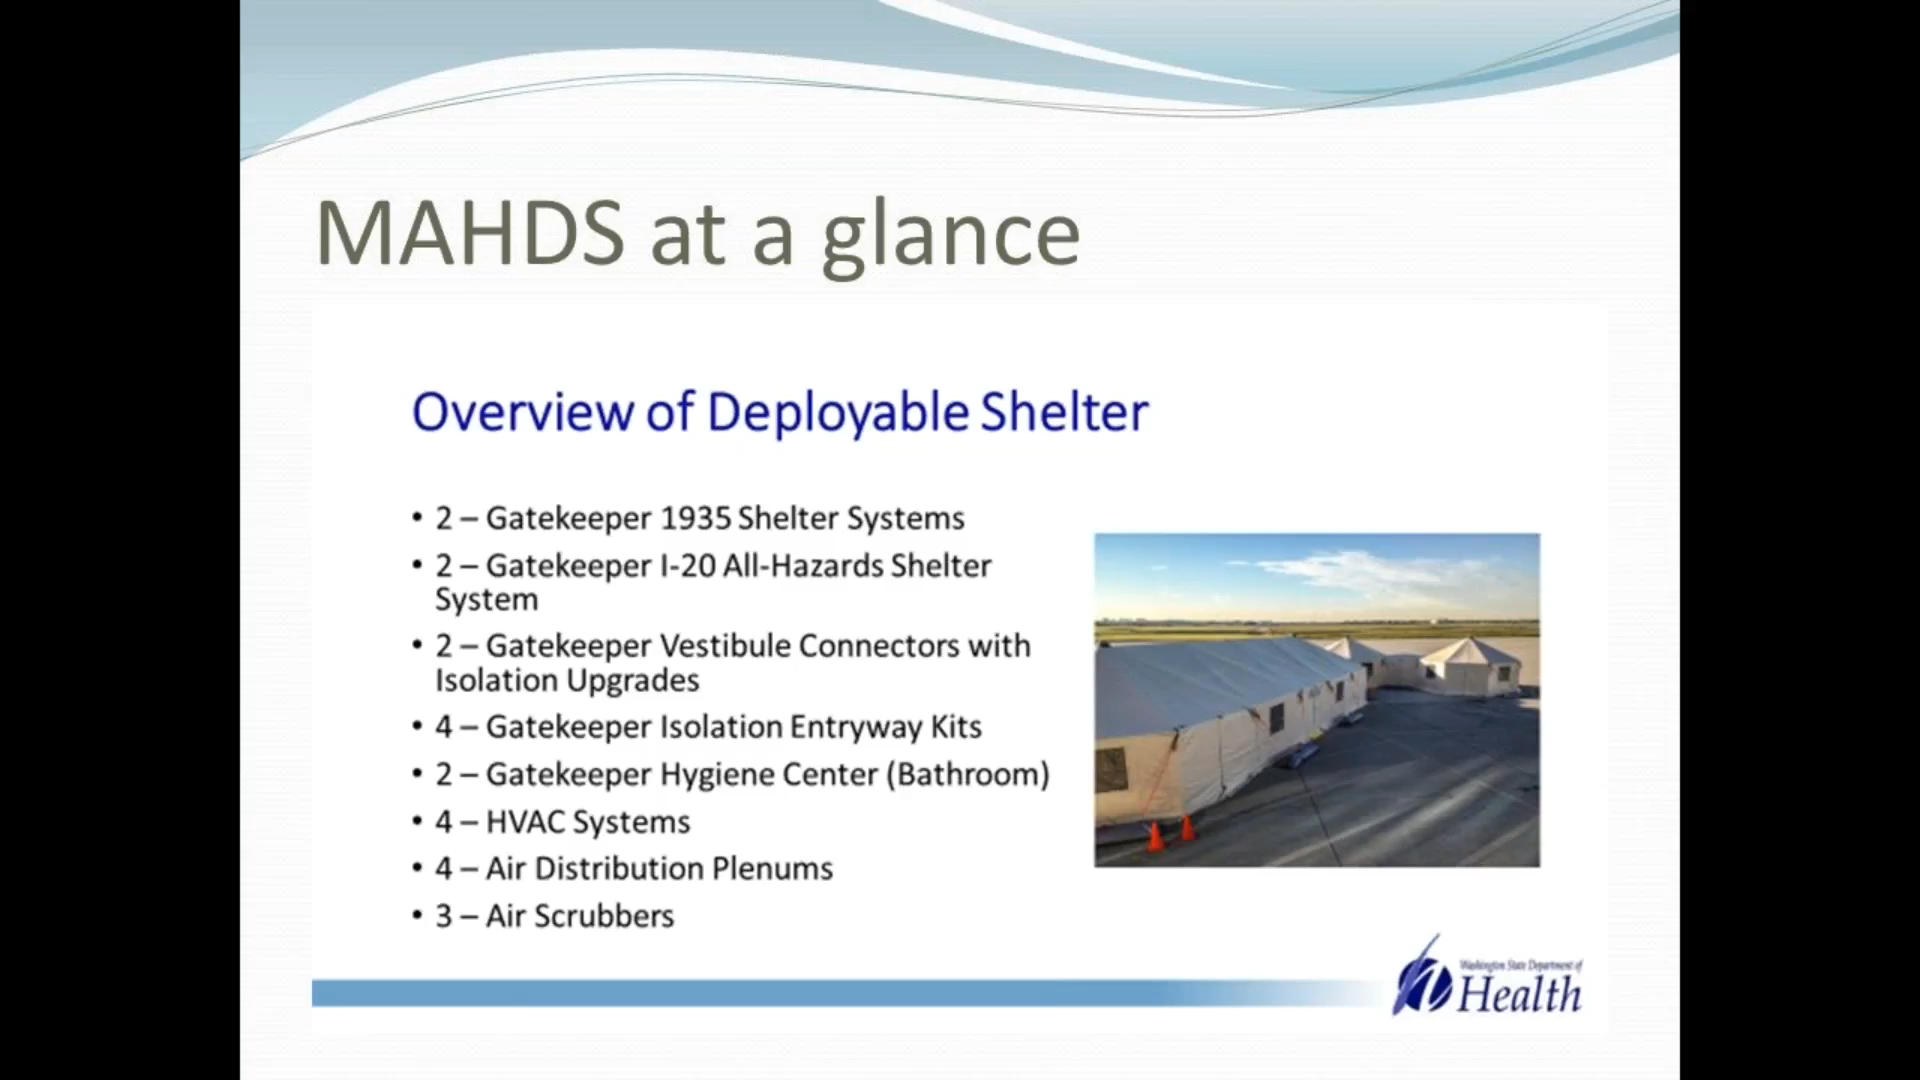 MAHDS at a glance
Overview of Deployable Shelter
• 2 – Gatekeeper 1935 Shelter Systems
• 2 – Gatekeeper I-20 All-Hazards Shelter
System
• 2 – Gatekeeper Vestibule Connectors with
Isolation Upgrades
• 4 – Gatekeeper Isolation Entryway Kits
• 2 – Gatekeeper Hygiene Center (Bathroom)
• 4 – HVAC Systems
• 4 – Air Distribution Plenums
• 3 – Air Scrubbers
Washington State Department of
Health